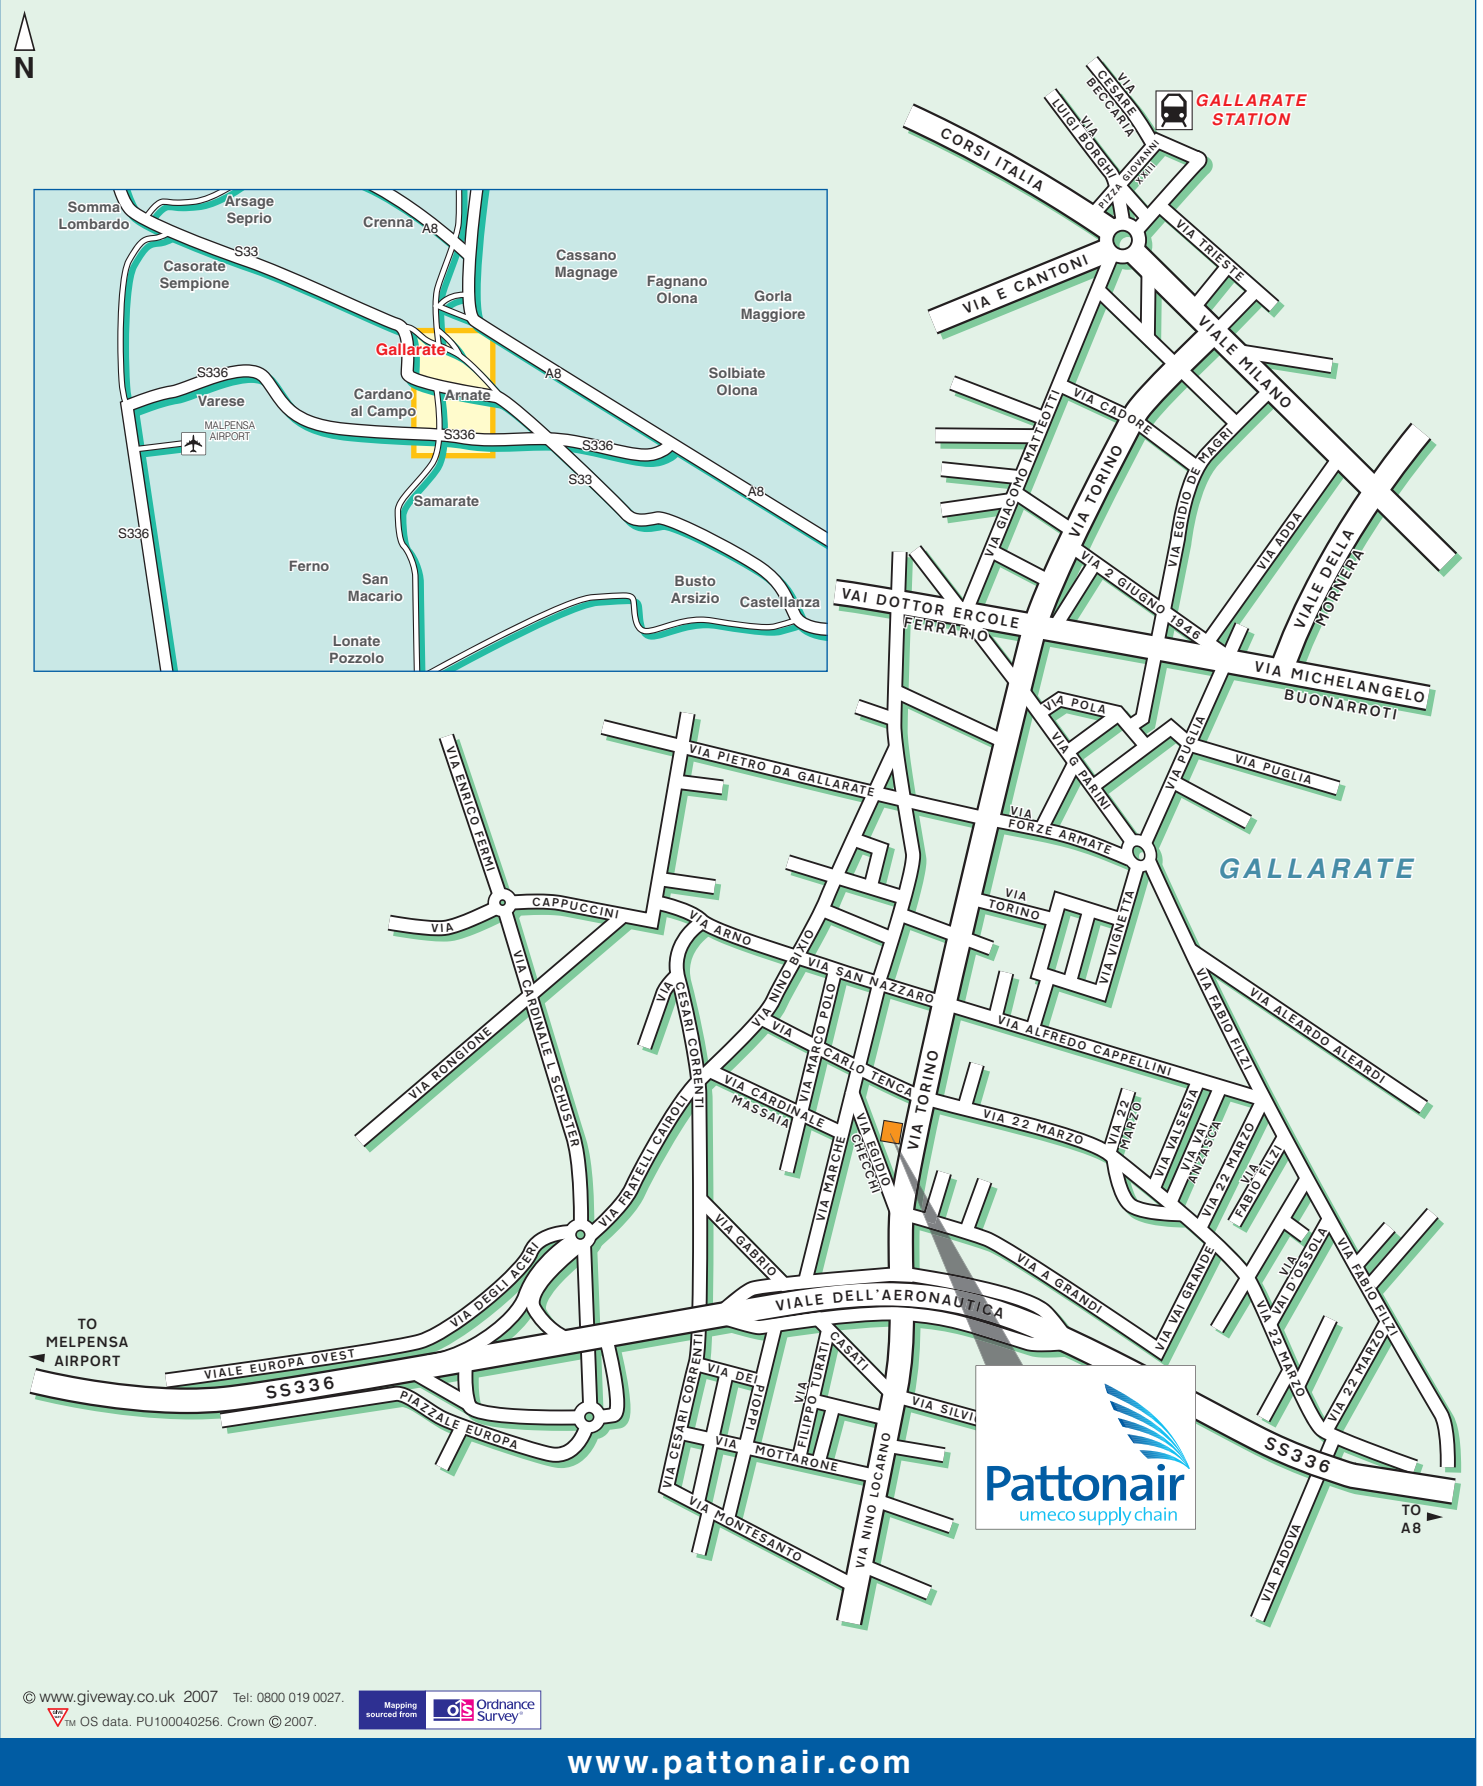 N
VIA
CESARE
BECCARIA
VIA
LUIGI BORGHI
GALLARATE
STATION
PIZZA GIOVANNI
XXIII
CORSI ITALIA
VIA TRIESTE
VIA E CANTONI
VIALE MILANO
Somma
Lombardo
Arsage
Seprio
Crenna
A8
S33
Casorate
Sempione
Cassano
Magnage
Fagnano
Olona
Gorla
Maggiore
Gallarate
S336
Varese
Cardano
al Campo
Arnate
A8
Solbiate
Olona
MALPENSA
AIRPORT
S336
S336
S33
A8
Samarate
S336
Ferno
San
Macario
Busto
Arsizio
Castellanza
Lonate
Pozzolo
VIA CADORE
VIA GIACOMO MATTEOTTI
VIA TORINO
VIA EGIDIO DE MAGRI
VIA ADDA
VIALE DELLA
MORNERA
VIA 2 GIUGNO 1946
VAI DOTTOR ERCOLE
FERRARIO
VIA MICHELANGELO
BUONARROTI
VIA POLA
VIA G PARINI
VIA PUGLIA
VIA PUGLIA
VIA ENRICO FERMI
VIA PIETRO DA GALLARATE
VIA
FORZE ARMATE
GALLARATE
VIA
CAPPUCCINI
VIA ARNO
VIA
TORINO
VIA VIGNETTA
VIA NINO BIXIO
VIA SAN NAZZARO
VIA CARDINALE L SCHUSTER
VIA
CESARI CORRENTI
VIA RONGIONE
VIA MARCO POLO
VIA
CARLO TENCA
VIA ALFREDO CAPPELLINI
VIA FABIO FILZI
VIA ALEARDO ALEARDI
VIA CARDINALE
MASSAIA
VIA TORINO
VIA 22 MARZO
VIA 22
MARZO
VIA VALSESIA
VIA VAI
ANZASCA
VIA 22 MARZO
VIA
FABIO FILZI
VIA EGIDIO
CHECCHI
VIA MARCHE
VIA FRATELLI CAIROLI
VIA GABRIO
VIA DEGLI ACERI
VIA A GRANDI
VIA VAI GRANDE
VIA
VAI D'OSSOLA
VIA FABIO FILZI
VIALE DELL'AERONAUTICA
TO
MELPENSA
AIRPORT
VIALE EUROPA OVEST
SS336
PIAZZALE EUROPA
VIA CESARI CORRENTI
VIA DEI
PIOPPI
VIA
FILIPPO TURATI
CASATI
VIA SILVIO
VIA 22 MARZO
VIA 22 MARZO
VIA
MOTTARONE
VIA NINO LOCARNO
VIA MONTESANTO
Pattonair
umeco supply chain
SS336
TO
A8
VIA PADOVA
© www.giveway.co.uk 2007 Tel: 0800 019 0027.
TM OS data. PU100040256. Crown © 2007.
Mapping
sourced from
OS
Ordnance
Survey®
www.pattonair.com